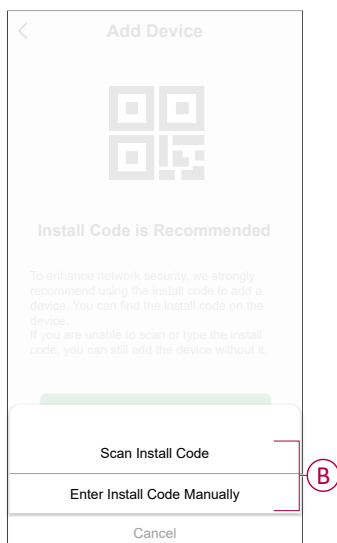 Add Device
Install Code is Recommended
To enhance network security, we strongly
recommend using the install code to add a
device. You can find the install code on the
device.
If you are unable to scan or type the install
code, you can still add the device without it.
Scan Install Code
B
Enter Install Code Manually
Cancel